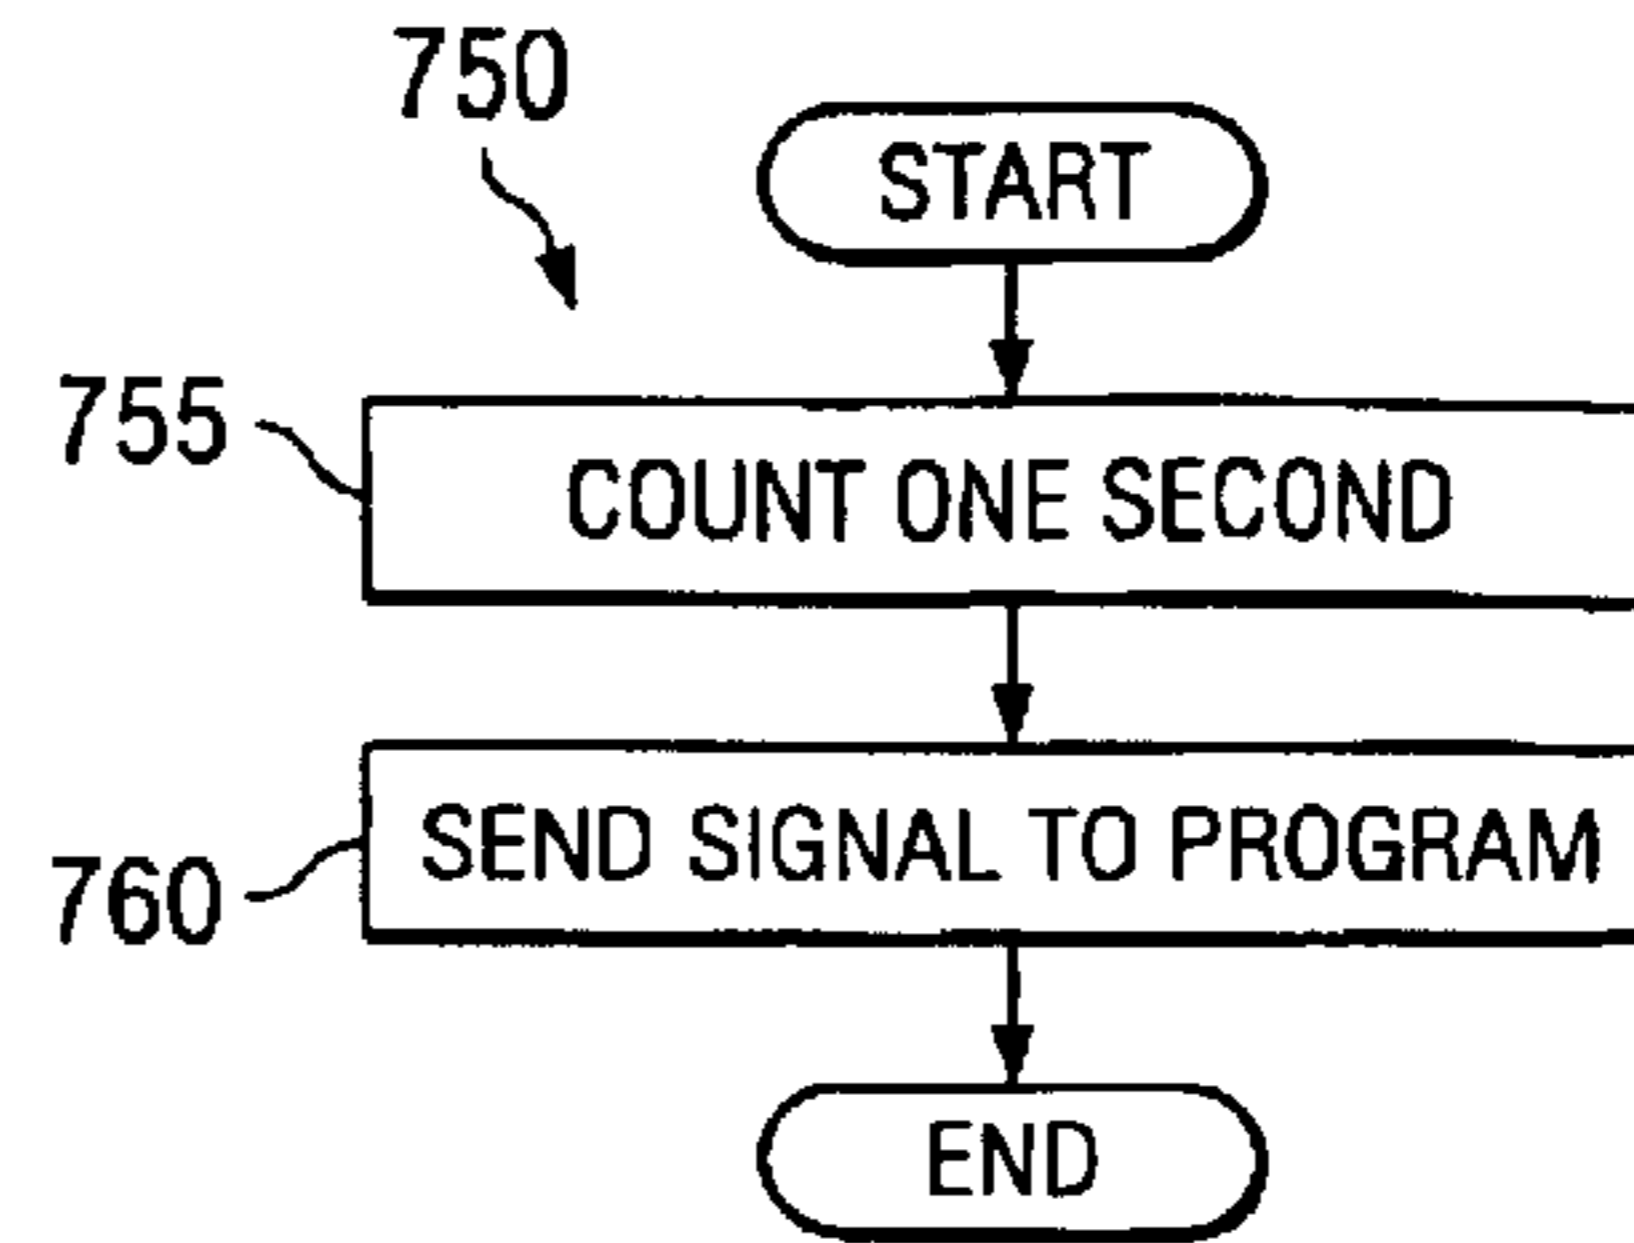 750
START
755
COUNT ONE SECOND
SEND SIGNAL TO PROGRAM
760
END